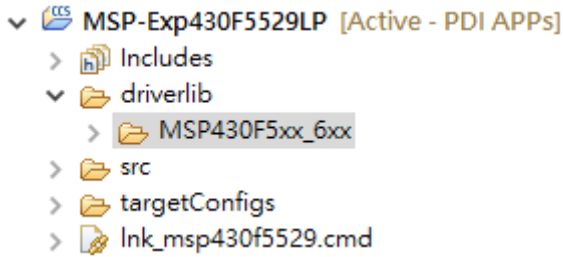 MSP-Exp430F5529LP [Active - PDI APPs]
Includes
driverlib
MSP430F5xx_6xx
src
targetConfigs
lnk_msp430f5529.cmd